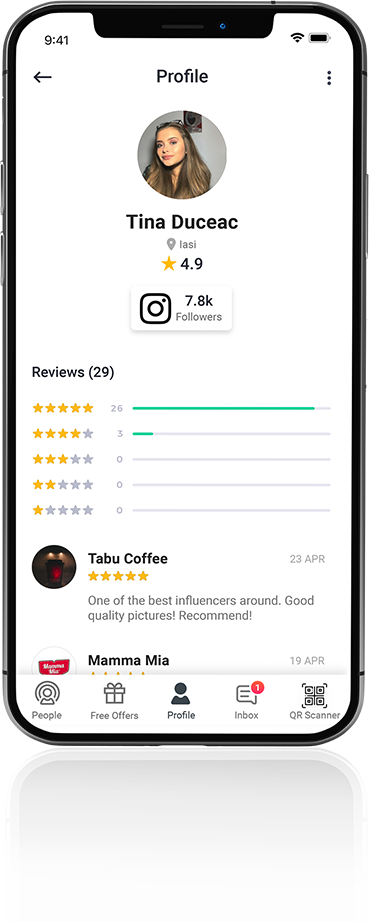 9:41
Profile
Tina Duceac
Iasi
4.9
7.8k
Followers
Reviews (29)
26
3
0
0
0
Tabu Coffee
23 APR
One of the best influencers around. Good
quality pictures! Recommend!
Mamma Mia
19 APR
Mamma
Mia
1
People
Free Offers
Profile
Inbox
QR Scanner